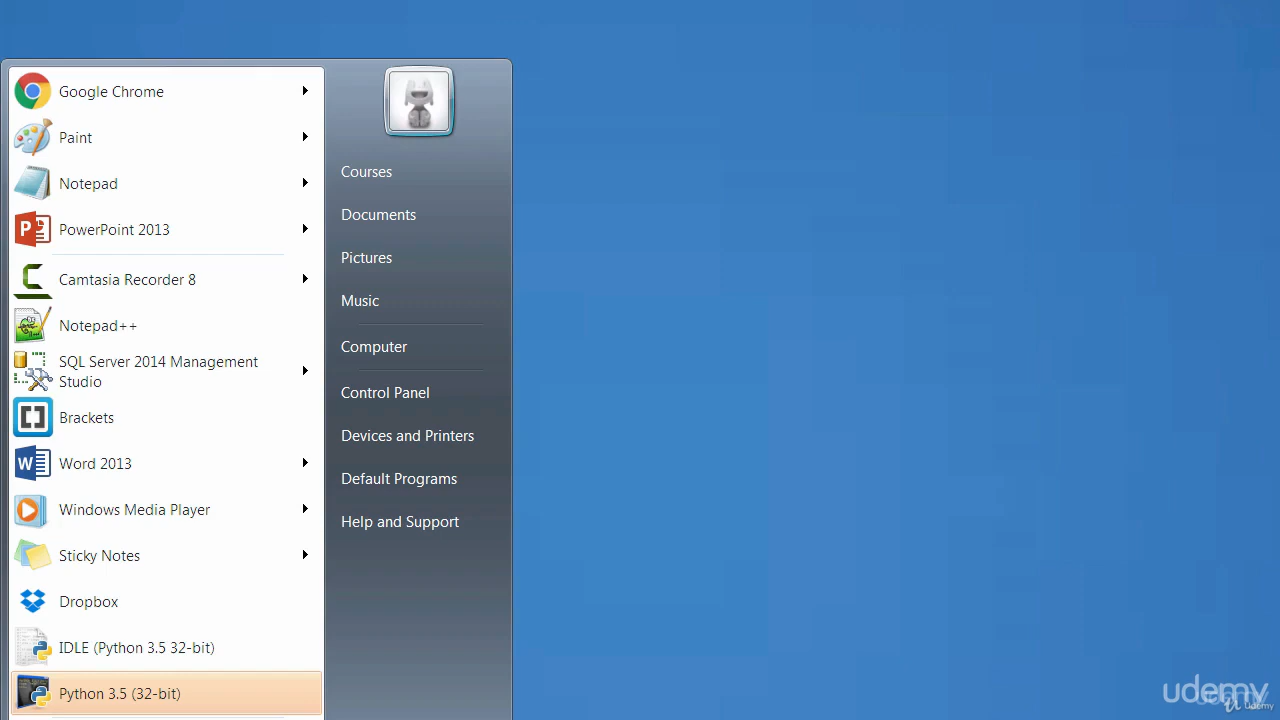 Google Chrome
Paint
Notepad
PowerPoint 2013
Camtasia Recorder 8
Notepad++
SQL Server 2014 Management
Studio
Brackets
Word 2013
Windows Media Player
Sticky Notes
Dropbox
IDLE (Python 3.5 32-bit)
Python 3.5 (32-bit)
Courses
Documents
Pictures
Music
Computer
Control Panel
Devices and Printers
Default Programs
Help and Support
udemy
Udemy